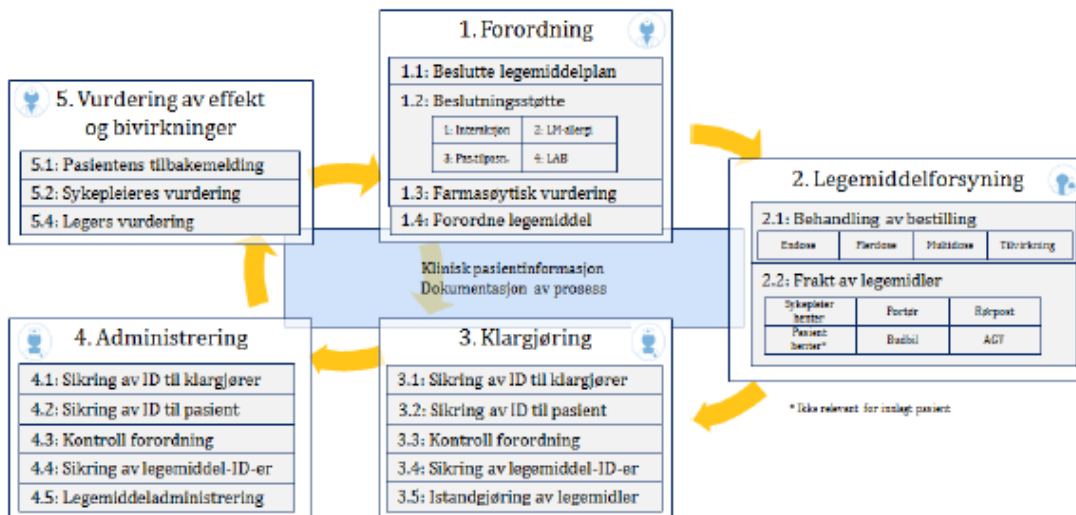 1. Forordning
1.1: Beslutte legemiddelplan
1.2: Beslutningsstøtte
1: Interaksjon
2: LM-allergi
3: Pas.tilpasn.
4: LAB
1.3: Farmasøytisk vurdering
1.4: Forordne legemiddel
2. Legemiddelforsyning
2.1: Behandling av bestilling
Endose
Flerdose
Multidose
Tilvirkning
2.2: Frakt av legemidler
Sykepleier
henter
Portør
Rørpost
Pasient
henter*
Budbil
AGV
* Ikke relevant for innlagt pasient
3. Klargjøring
3.1: Sikring av ID til klargjører
3.2: Sikring av ID til pasient
3.3: Kontroll forordning
3.4: Sikring av legemiddel-ID-er
3.5: Istandgjøring av legemidler
4. Administrering
4.1: Sikring av ID til klargjører
4.2: Sikring av ID til pasient
4.3: Kontroll forordning
4.4: Sikring av legemiddel-ID-er
4.5: Legemiddeladministrering
5. Vurdering av effekt
og bivirkninger
5.1: Pasientens tilbakemelding
5.2: Sykepleieres vurdering
5.4: Legers vurdering
Klinisk pasientinformasjon
Dokumentasjon av prosess